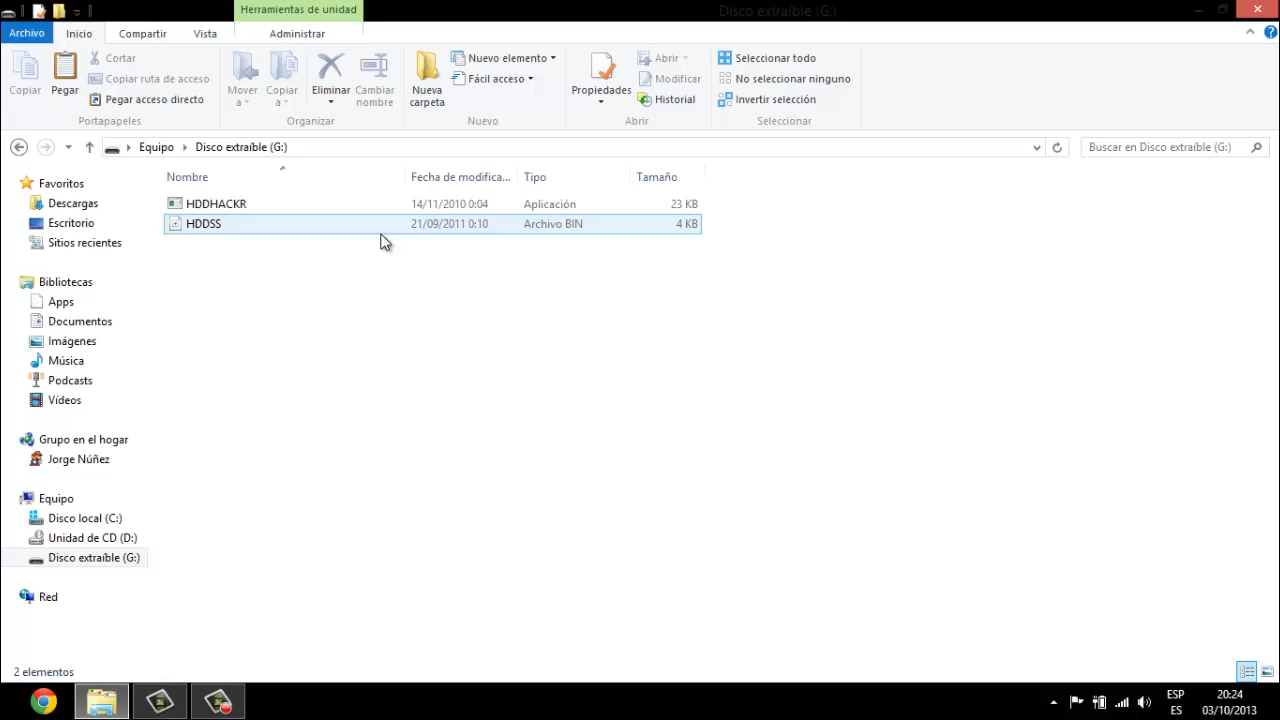 Herramientas de unidad
Disco extraíble (G:)
Archivo Inicio Compartir Vista Administrar
Copiar
Pegar
Cortar
Copiar ruta de acceso
Pegar acceso directo
Portapapeles
Mover a
Copiar a
Eliminar
Cambiar nombre
Organizar
Nueva carpeta
Nuevo elemento
Fácil acceso
Nuevo
Propiedades
Abrir
Modificar
Historial
Abrir
Seleccionar todo
No seleccionar ninguno
Invertir selección
Seleccionar
Equipo Disco extraíble (G:)
Buscar en Disco extraíble (G:)
Nombre Fecha de modifica... Tipo Tamaño
HDDHACKR 14/11/2010 0:04 Aplicación 23 KB
HDDSS 21/09/2011 0:10 Archivo BIN 4 KB
Favoritos
Descargas
Escritorio
Sitios recientes
Bibliotecas
Apps
Documentos
Imágenes
Música
Podcasts
Vídeos
Grupo en el hogar
Jorge Núñez
Equipo
Disco local (C:)
Unidad de CD (D:)
Disco extraíble (G:)
Red
2 elementos
ESP
ES
20:24
03/10/2013